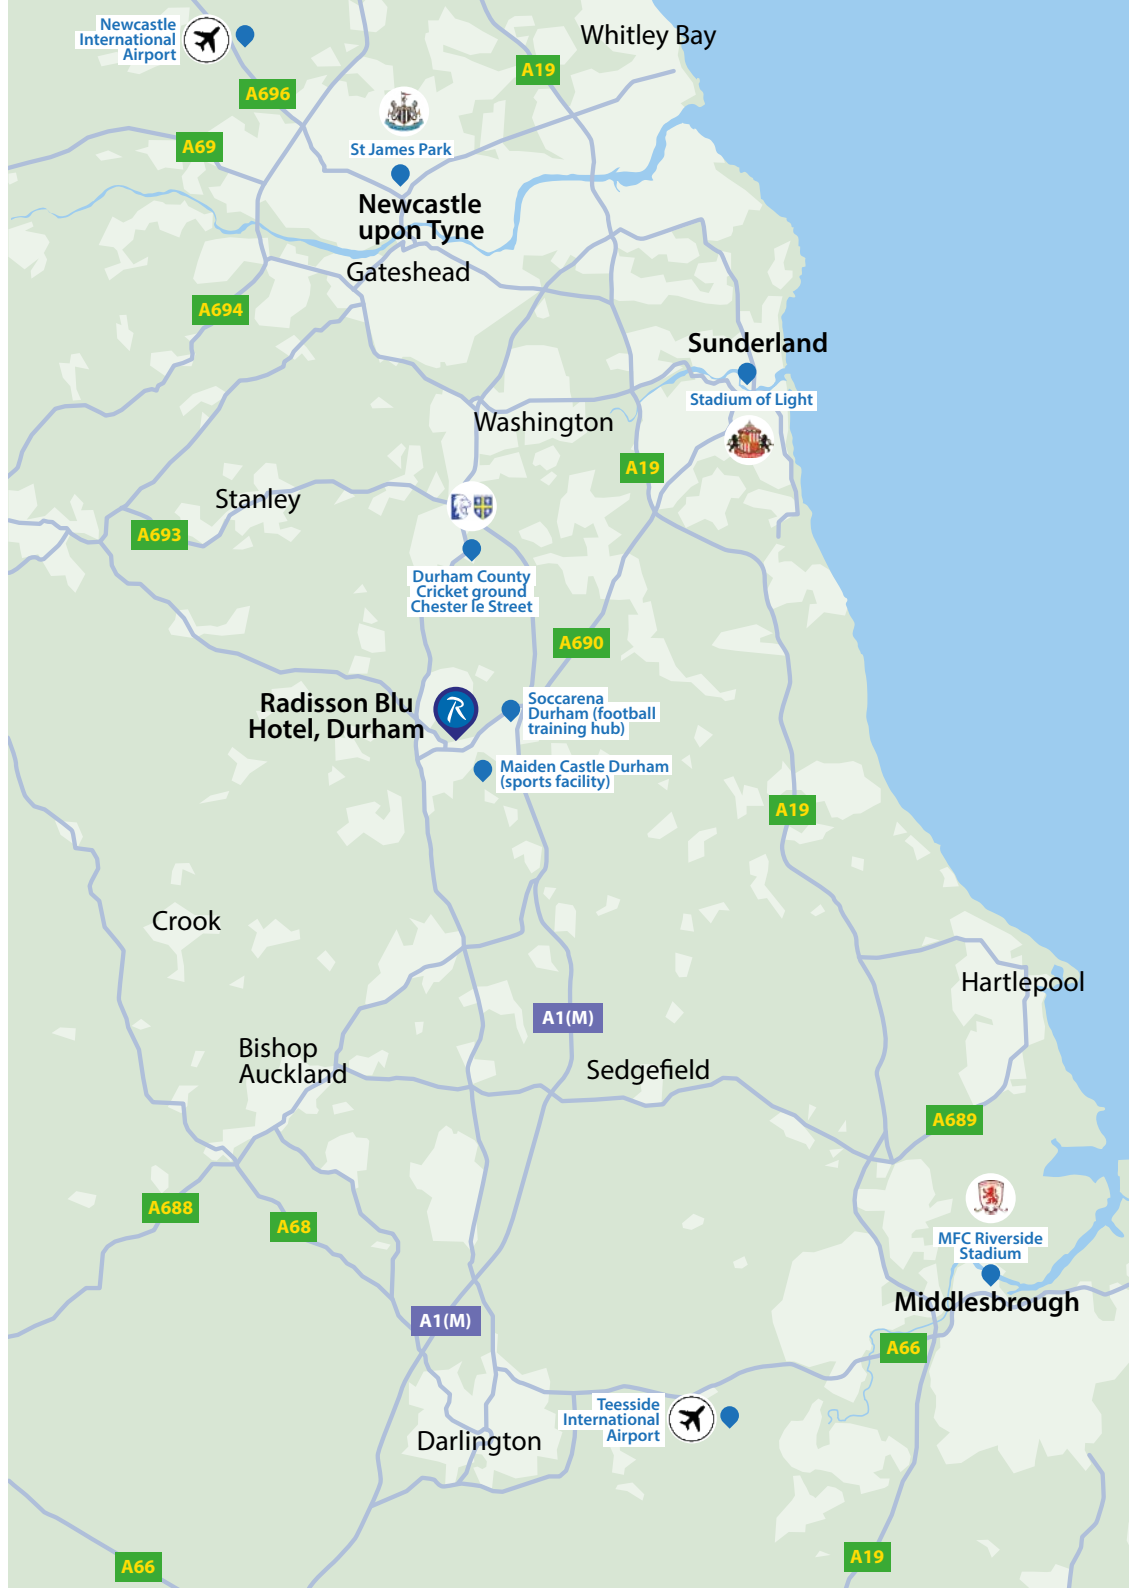 Newcastle
International
Airport
Whitley Bay
A19
A696
A69
St James Park
Newcastle
upon Tyne
Gateshead
A694
Sunderland
Stadium of Light
Washington
A19
Stanley
A693
Durham County
Cricket ground
Chester le Street
A690
Radisson Blu
Hotel, Durham
Soccarena
Durham (football
training hub)
Maiden Castle Durham
(sports facility)
A19
Crook
Hartlepool
A1(M)
Bishop
Auckland
Sedgefield
A689
A688
A68
MFC Riverside
Stadium
Middlesbrough
A1(M)
A66
Teesside
International
Airport
Darlington
A66
A19